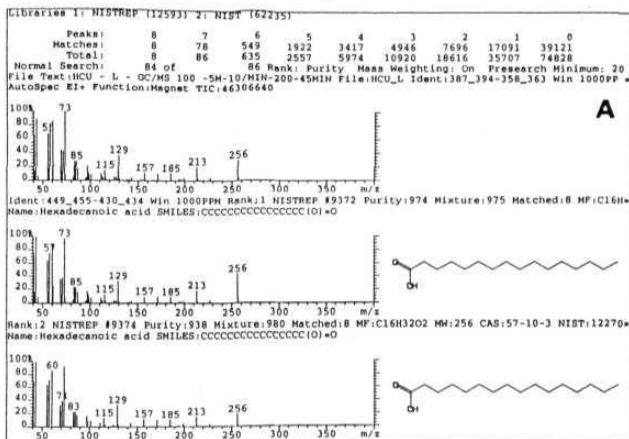 Libraries 1: NISTREP (12593) 2: NIST (62235)
Peaks: 8 7 6 5 4 3 2 1 0
Matches: 8 78 549 1922 3417 4946 7696 17091 39121
Total: 8 86 635 2557 5974 10920 18616 35707 74828
Normal Search: 84 of 86 Rank: Purity Mass Weighting: On Presearch Minimum: 20
File Text:HCU - L - GC/MS 100 -5M-10/MIN-200-45MIN File:HCU_L Ident:387_394-358_363 Win 1000PP
AutoSpec EI+ Function:Magnet TIC:46306640
A
100
80
60
40
20
0
73
85
115
129
157
185
213
256
50 100 150 200 250 300 350 m/z
Ident:449_455-430_434 Win 1000PPM Rank:1 NISTREP #9372 Purity:974 Mixture:975 Matched:8 MF:C16H
Name:Hexadecanoic acid SMILES:CCCCCCCCCCCCCCCC(O)=O
100
80
60
40
20
0
57
73
85
115
129
157
185
213
256
50 100 150 200 250 300 350 m/z
OH
Rank:2 NISTREP #9374 Purity:938 Mixture:980 Matched:8 MF:C16H32O2 MW:256 CAS:57-10-3 NIST:12270
Name:Hexadecanoic acid SMILES:CCCCCCCCCCCCCCCC(O)=O
80
60
40
20
0
60
83
115
129
157
185
213
256
50 100 150 200 250 300 350 m/z
OH